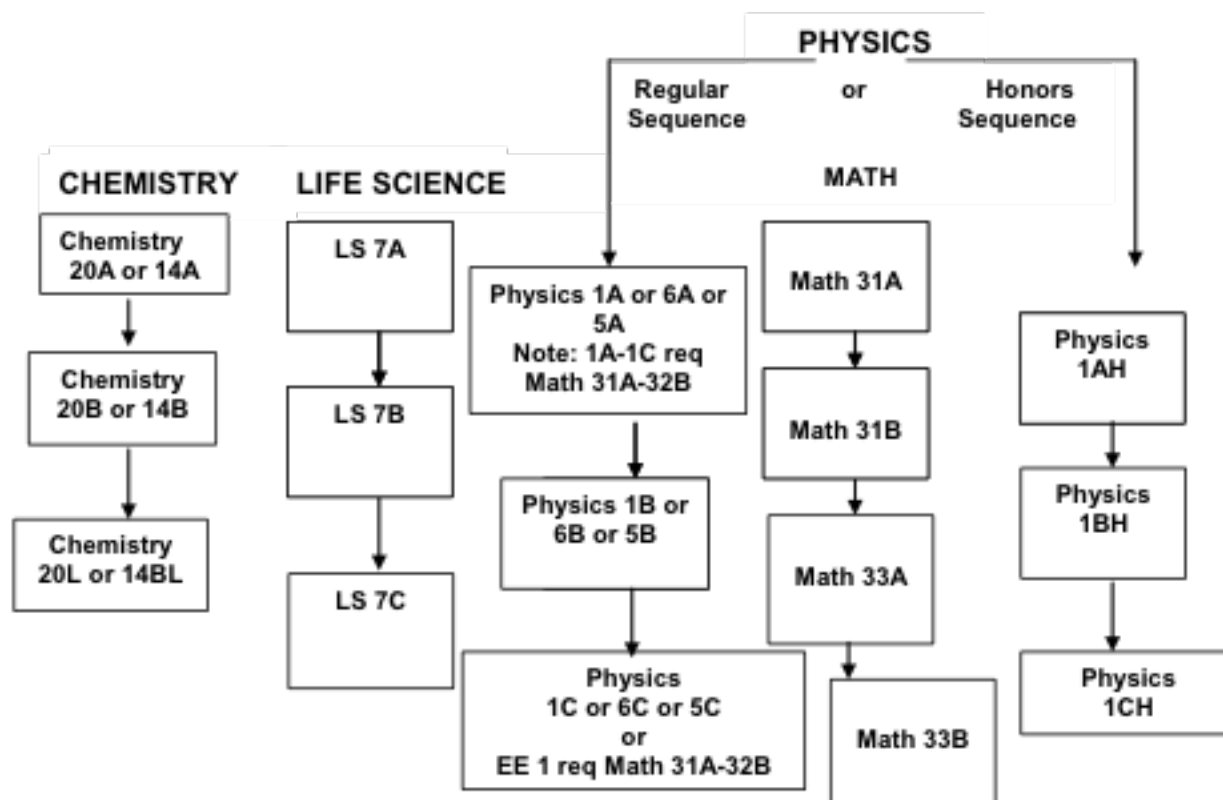 PHYSICS
Regular
Sequence
or
Honors
Sequence
MATH
CHEMISTRY
LIFE SCIENCE
Chemistry
20A or 14A
Chemistry
20B or 14B
Chemistry
20L or 14BL
LS 7A
LS 7B
LS 7C
Physics 1A or 6A or
5A
Note: 1A-1C req
Math 31A-32B
Physics 1B or
6B or 5B
Physics
1C or 6C or 5C
or
EE 1 req Math 31A-32B
Math 31A
Math 31B
Math 33A
Math 33B
Physics
1AH
Physics
1BH
Physics
1CH